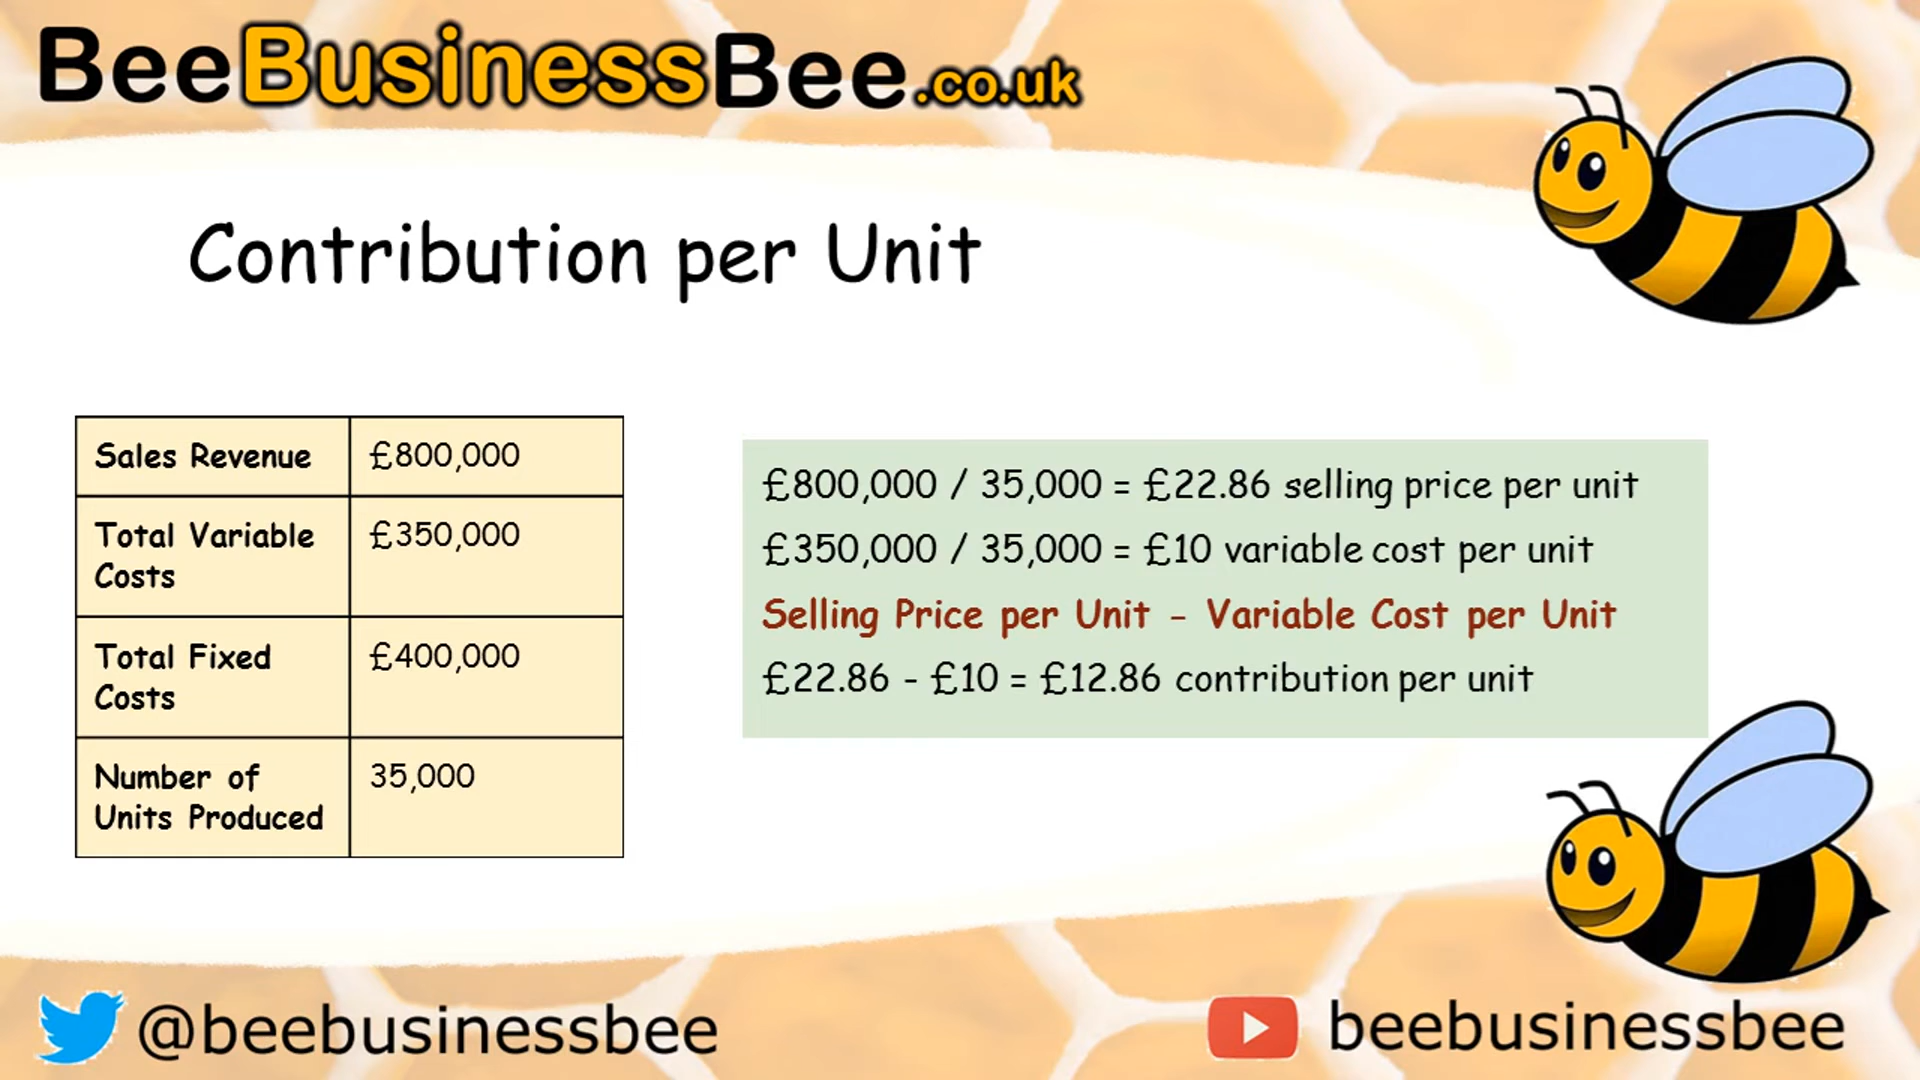 BeeBusinessBee.co.uk
Contribution per Unit
Sales Revenue £800,000
Total Variable £350,000
Costs
Total Fixed £400,000
Costs
Number of 35,000
Units Produced
£800,000 / 35,000 = £22.86 selling price per unit
£350,000 / 35,000 = £10 variable cost per unit
Selling Price per Unit - Variable Cost per Unit
£22.86 - £10 = £12.86 contribution per unit
@beebusinessbee
beebusinessbee